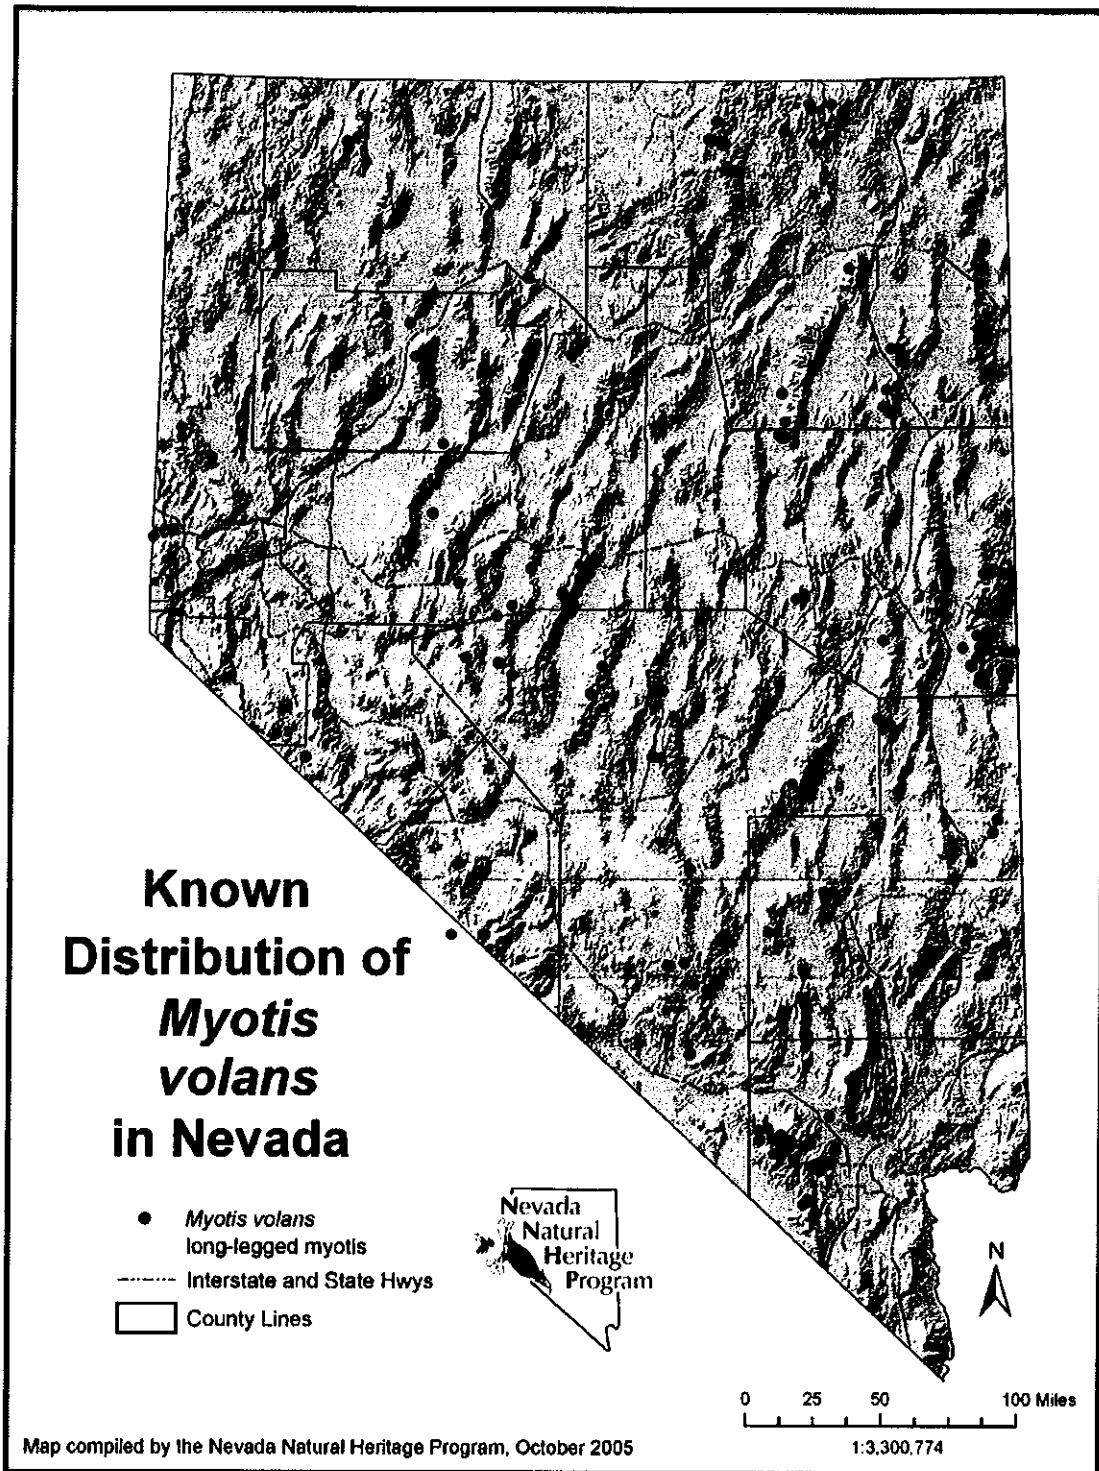 Known
Distribution of
Myotis
volans
in Nevada
Myotis volans
long-legged myotis
Interstate and State Hwys
County Lines
Nevada
Natural
Heritage
Program
N
0 25 50 100 Miles
1:3,300,774
Map compiled by the Nevada Natural Heritage Program, October 2005